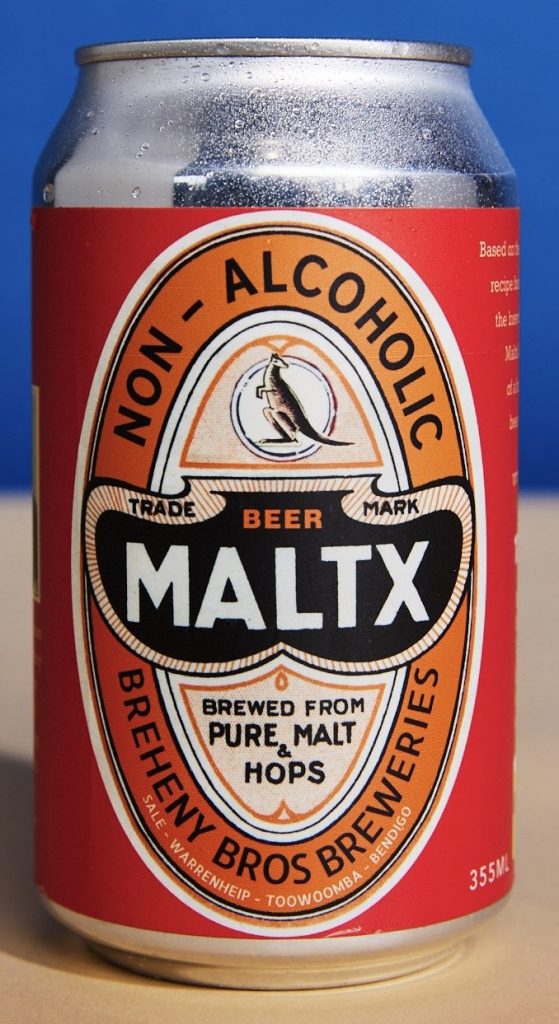 NON - ALCOHOLIC
TRADE MARK
BEER
MALTX
BREWED FROM
PURE MALT
&
HOPS
BREHENY BROS BREWERIES
SALE - WARRENHEIP - TOOWOOMBA - BENDIGO
Based on
recipe
the
of a
355ML